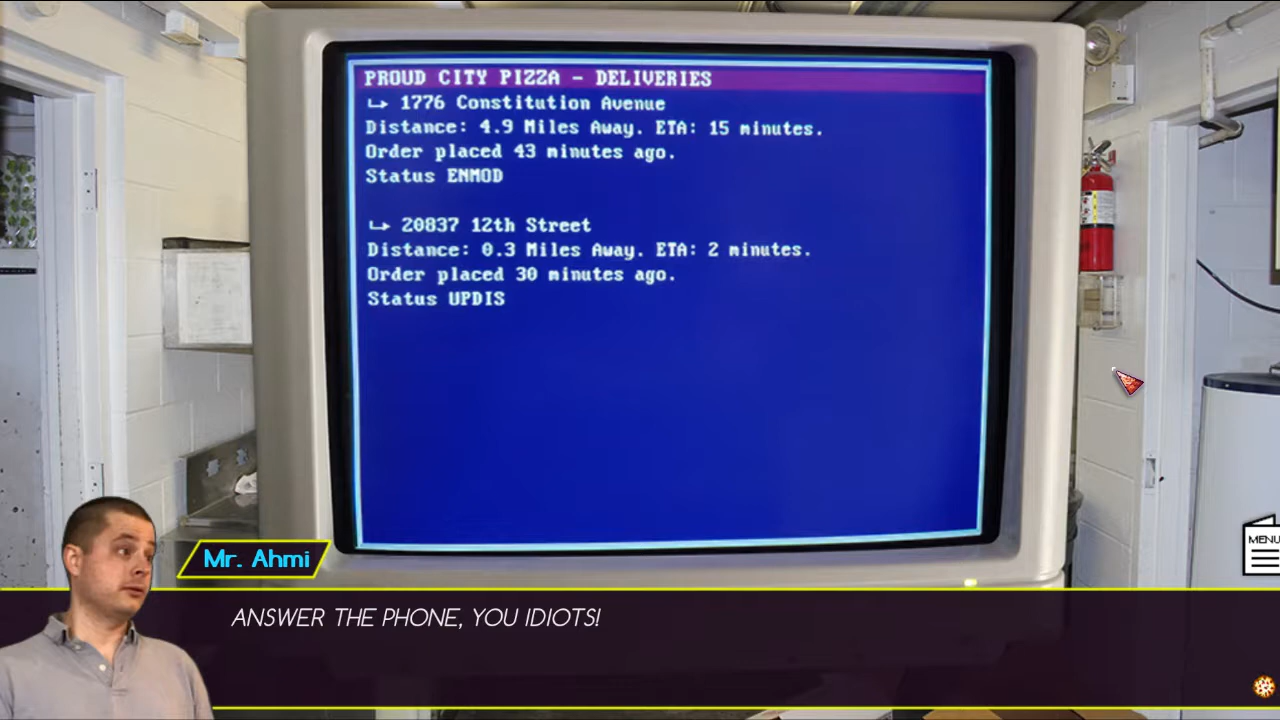 PROUD CITY PIZZA - DELIVERIES
↳ 1776 Constitution Avenue
Distance: 4.9 Miles Away. ETA: 15 minutes.
Order placed 43 minutes ago.
Status ENMOD
↳ 20837 12th Street
Distance: 0.3 Miles Away. ETA: 2 minutes.
Order placed 30 minutes ago.
Status UPDIS
MENU
Mr. Ahmi
ANSWER THE PHONE, YOU IDIOTS!